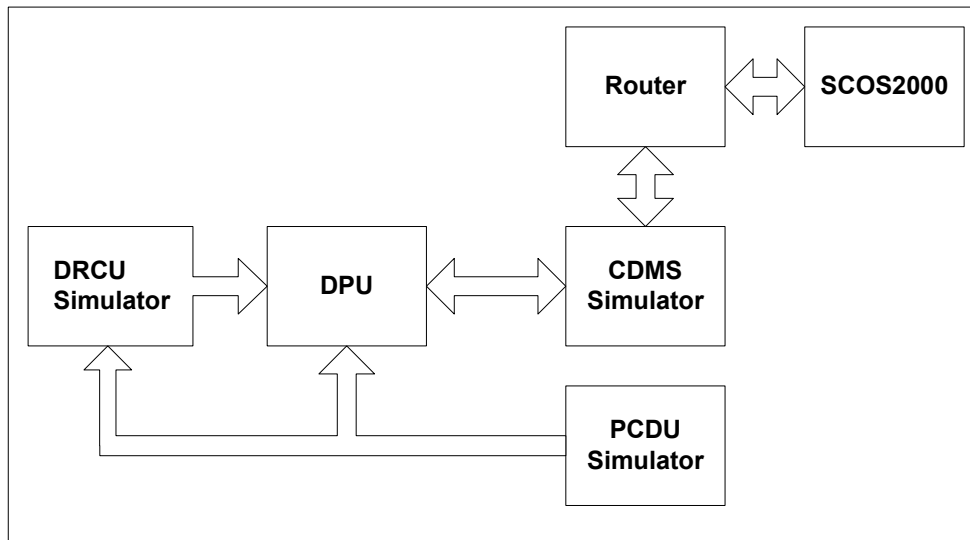 Router
SCOS2000
DRCU
Simulator
DPU
CDMS
Simulator
PCDU
Simulator